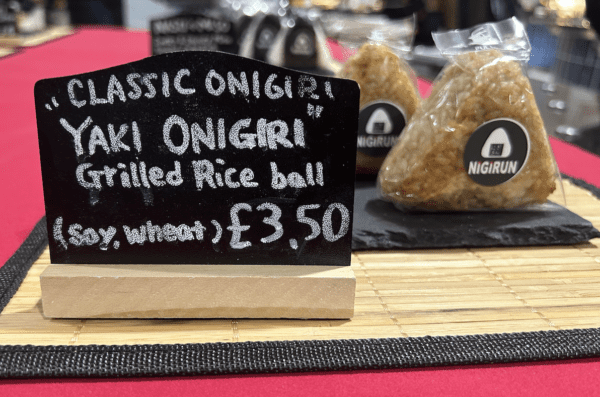 "CLASSIC ONIGIRI
YAKI ONIGIRI"
Grilled Rice ball
(Soy, wheat) £3,50
NIGIRUN
NIGIRUN